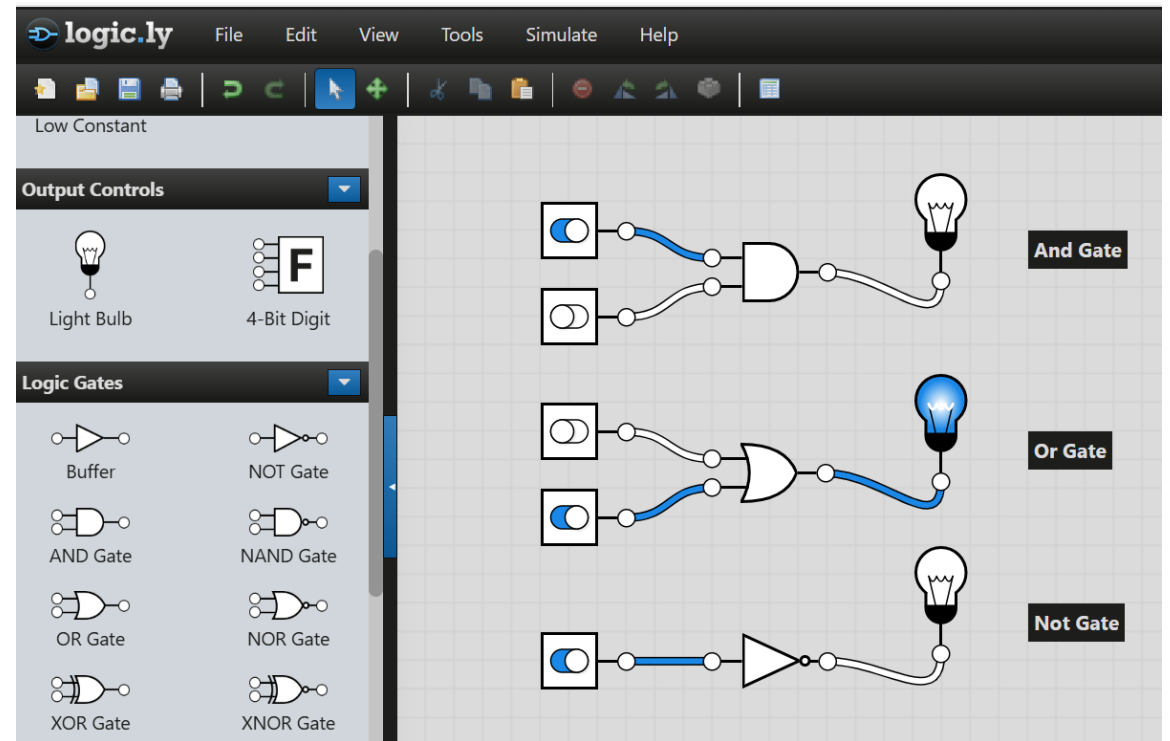 logic.ly File Edit View Tools Simulate Help
Low Constant
Output Controls
F
Light Bulb 4-Bit Digit
Logic Gates
Buffer NOT Gate
AND Gate NAND Gate
OR Gate NOR Gate
XOR Gate XNOR Gate
And Gate
Or Gate
Not Gate